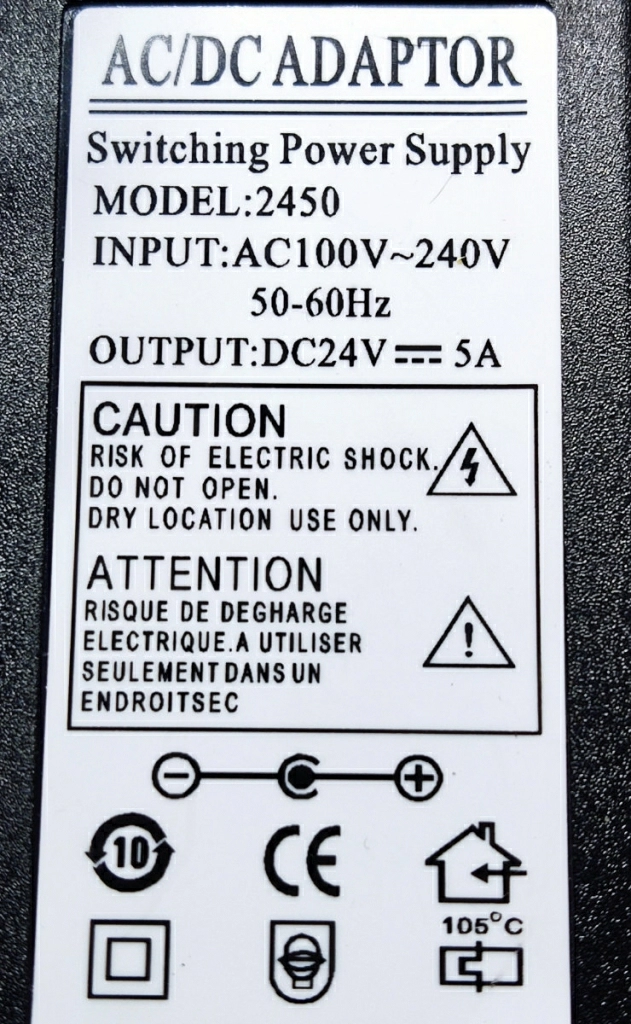 AC/DC ADAPTOR
Switching Power Supply
MODEL:2450
INPUT:AC100V~240V
50-60Hz
OUTPUT:DC24V⎓5A
CAUTION
RISK OF ELECTRIC SHOCK.
DO NOT OPEN.
DRY LOCATION USE ONLY.
ATTENTION
RISQUE DE DEGHARGE
ELECTRIQUE.A UTILISER
SEULEMENT DANS UN
ENDROITSEC
10
CE
105°C